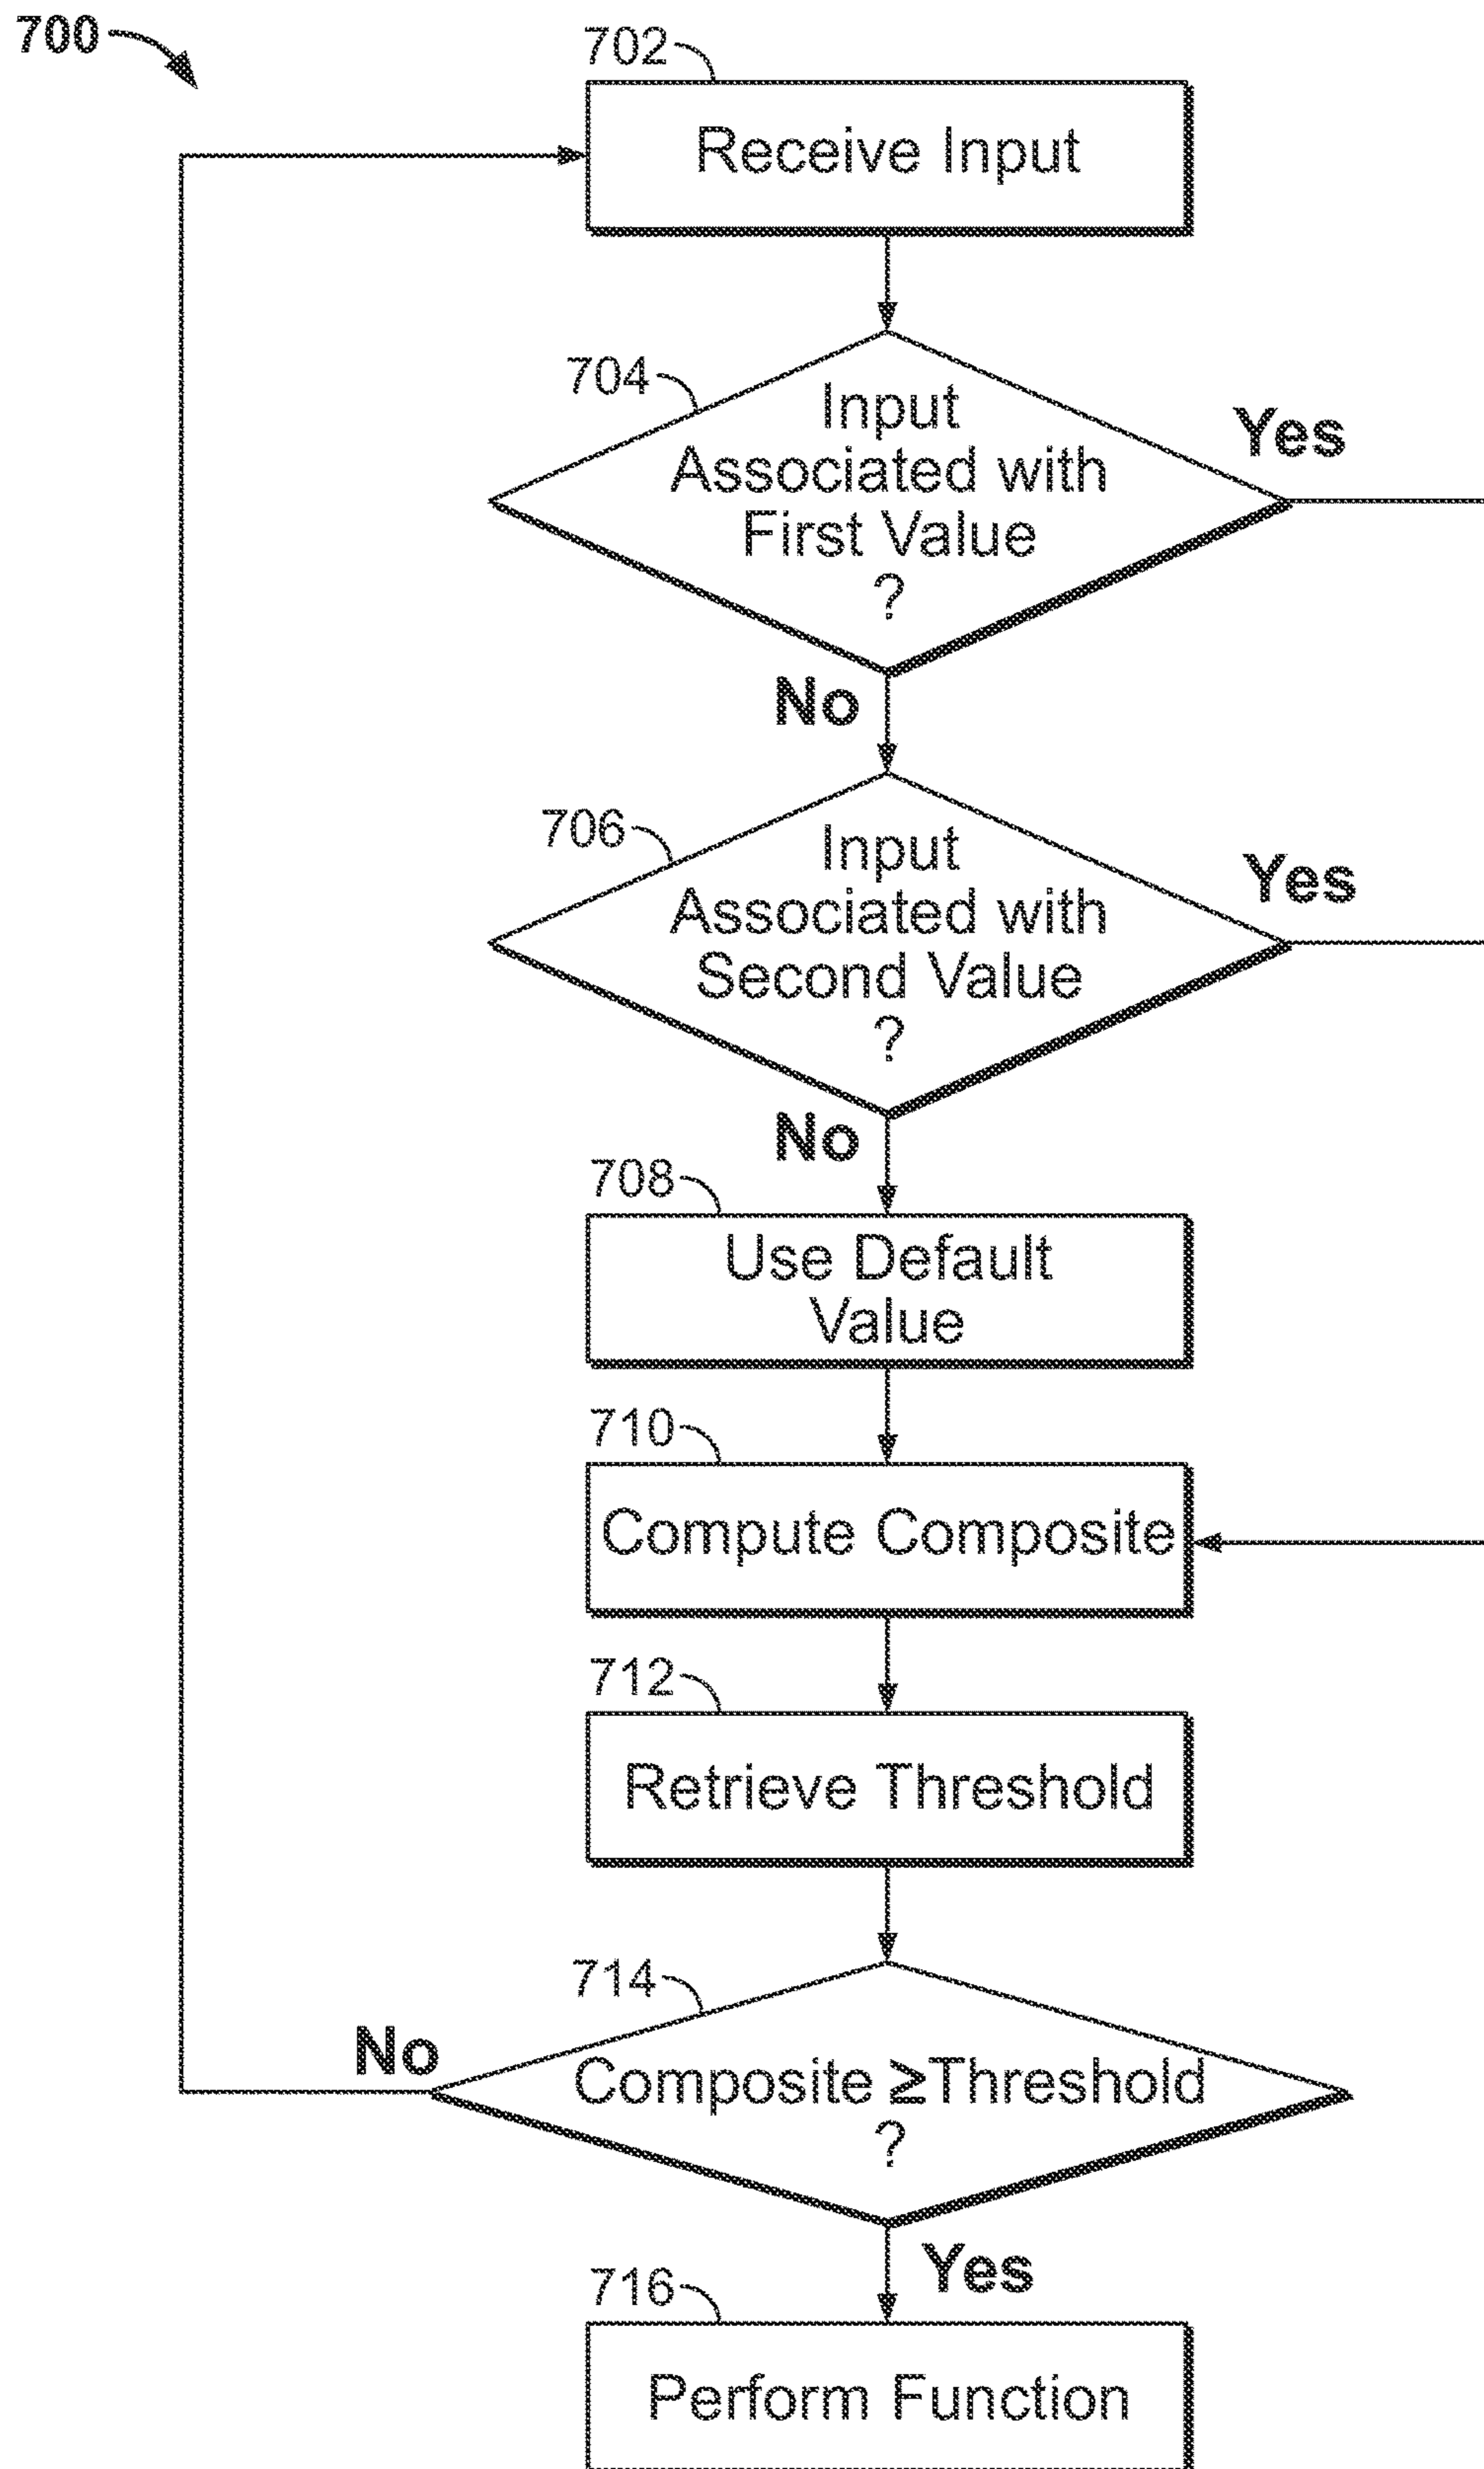 700
702
Receive Input
704
Input
Associated with
First Value
?
Yes
No
706
Input
Associated with
Second Value
?
Yes
No
708
Use Default
Value
710
Compute Composite
712
Retrieve Threshold
714
No
Composite ≥Threshold
?
Yes
716
Perform Function